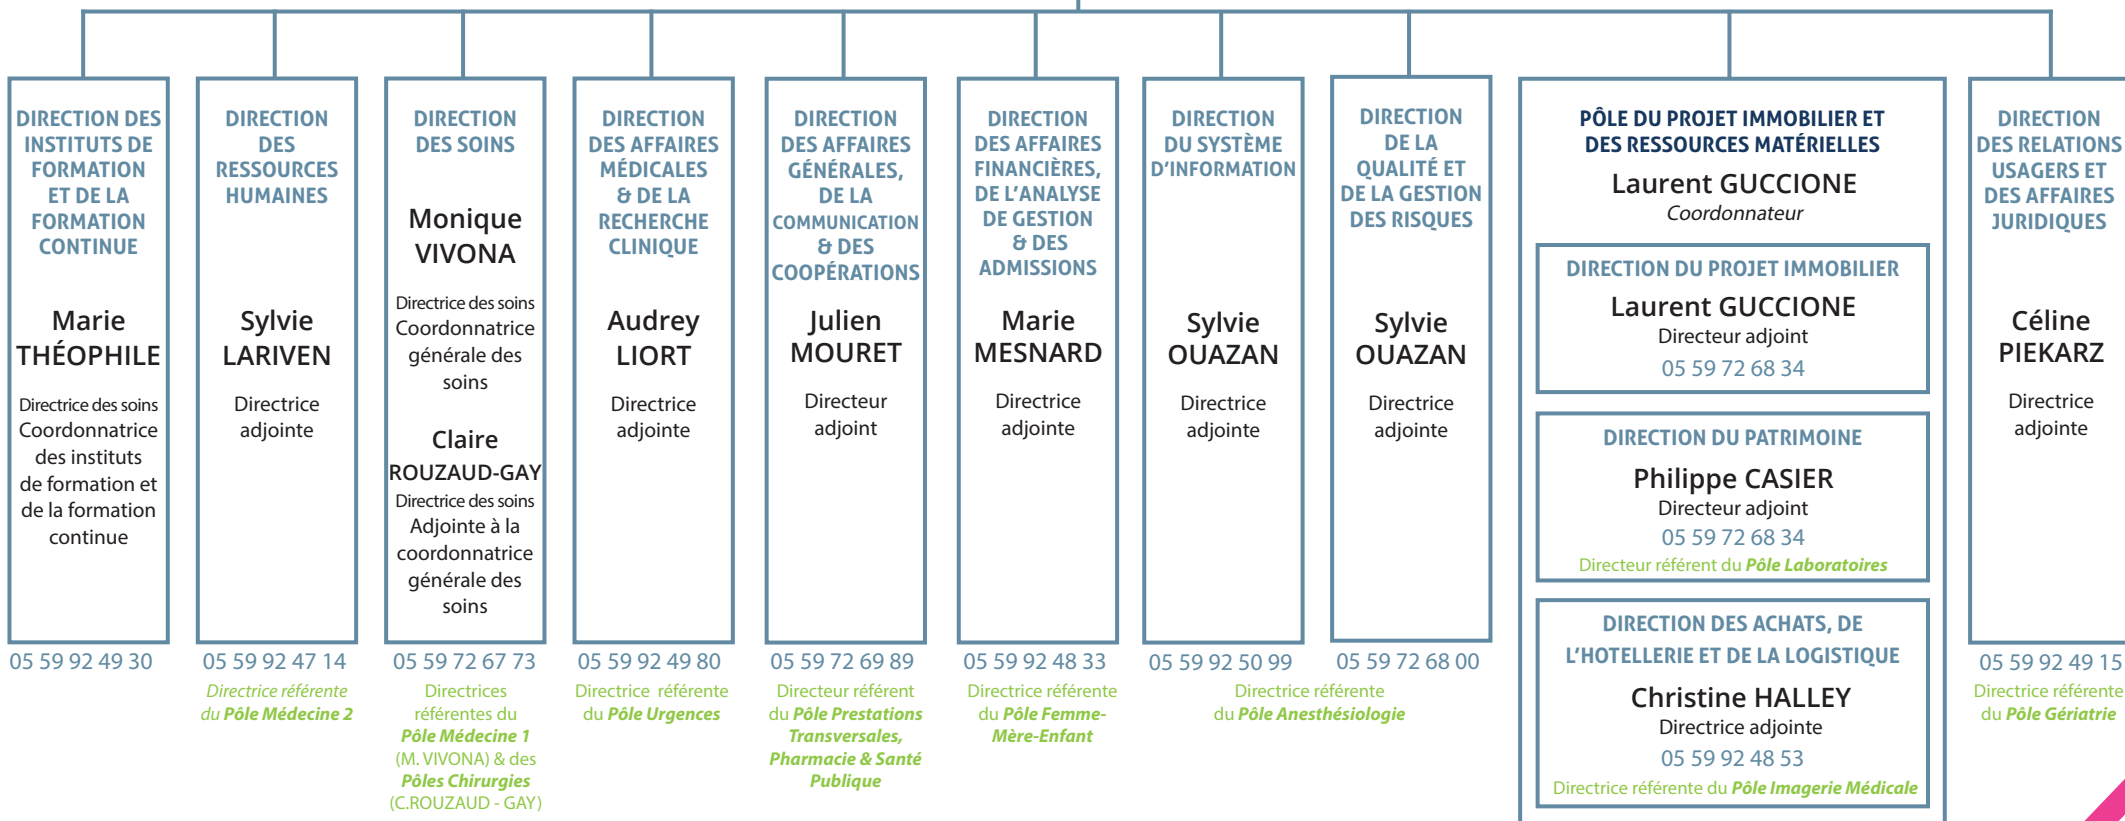 DIRECTION DES
INSTITUTS DE
FORMATION
ET DE LA
FORMATION
CONTINUE
Marie
THÉOPHILE
Directrice des soins
Coordonnatrice
des instituts
de formation et
de la formation
continue
05 59 92 49 30
DIRECTION
DES
RESSOURCES
HUMAINES
Sylvie
LARIVEN
Directrice
adjointe
05 59 92 47 14
Directrice référente
du Pôle Médecine 2
DIRECTION
DES SOINS
Monique
VIVONA
Directrice des soins
Coordonnatrice
générale des
soins
Claire
ROUZAUD-GAY
Directrice des soins
Adjointe à la
coordonnatrice
générale des
soins
05 59 72 67 73
Directrices
référentes du
Pôle Médecine 1
(M. VIVONA) & des
Pôles Chirurgies
(C.ROUZAUD - GAY)
DIRECTION
DES AFFAIRES
MÉDICALES
& DE LA
RECHERCHE
CLINIQUE
Audrey
LIORT
Directrice
adjointe
05 59 92 49 80
Directrice référente
du Pôle Urgences
DIRECTION
DES AFFAIRES
GÉNÉRALES,
DE LA
COMMUNICATION
& DES
COOPÉRATIONS
Julien
MOURET
Directeur
adjoint
05 59 72 69 89
Directeur référent
du Pôle Prestations
Transversales,
Pharmacie & Santé
Publique
DIRECTION
DES AFFAIRES
FINANCIÈRES,
DE L'ANALYSE
DE GESTION
& DES
ADMISSIONS
Marie
MESNARD
Directrice
adjointe
05 59 92 48 33
Directrice référente
du Pôle Femme-
Mère-Enfant
DIRECTION
DU SYSTÈME
D'INFORMATION
Sylvie
OUAZAN
Directrice
adjointe
05 59 92 50 99
DIRECTION
DE LA
QUALITÉ ET
DE LA GESTION
DES RISQUES
Sylvie
OUAZAN
Directrice
adjointe
05 59 72 68 00
Directrice référente
du Pôle Anesthésiologie
PÔLE DU PROJET IMMOBILIER ET
DES RESSOURCES MATÉRIELLES
Laurent GUCCIONE
Coordonnateur
DIRECTION DU PROJET IMMOBILIER
Laurent GUCCIONE
Directeur adjoint
05 59 72 68 34
DIRECTION DU PATRIMOINE
Philippe CASIER
Directeur adjoint
05 59 72 68 34
Directeur référent du Pôle Laboratoires
DIRECTION DES ACHATS, DE
L'HOTELLERIE ET DE LA LOGISTIQUE
Christine HALLEY
Directrice adjointe
05 59 92 48 53
Directrice référente du Pôle Imagerie Médicale
DIRECTION
DES RELATIONS
USAGERS ET
DES AFFAIRES
JURIDIQUES
Céline
PIEKARZ
Directrice
adjointe
05 59 92 49 15
Directrice référente
du Pôle Gériatrie